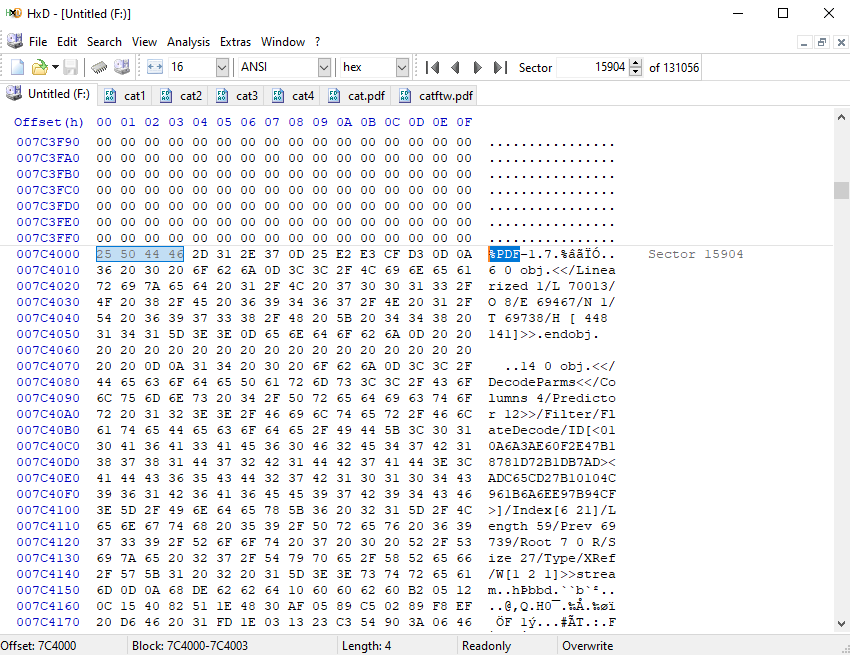 HxD - [Untitled (F:)]
File Edit Search View Analysis Extras Window ?
16 ANSI hex Sector 15904 of 131056
Untitled (F:) cat1 cat2 cat3 cat4 cat.pdf catftw.pdf
Offset(h) 00 01 02 03 04 05 06 07 08 09 0A 0B 0C 0D 0E 0F
007C3F90 00 00 00 00 00 00 00 00 00 00 00 00 00 00 00 00 ................
007C3FA0 00 00 00 00 00 00 00 00 00 00 00 00 00 00 00 00 ................
007C3FB0 00 00 00 00 00 00 00 00 00 00 00 00 00 00 00 00 ................
007C3FC0 00 00 00 00 00 00 00 00 00 00 00 00 00 00 00 00 ................
007C3FD0 00 00 00 00 00 00 00 00 00 00 00 00 00 00 00 00 ................
007C3FE0 00 00 00 00 00 00 00 00 00 00 00 00 00 00 00 00 ................
007C3FF0 00 00 00 00 00 00 00 00 00 00 00 00 00 00 00 00 ................
007C4000 25 50 44 46 2D 31 2E 37 0D 25 E2 E3 CF D3 0D 0A %PDF-1.7.%âãÏÓ.. Sector 15904
007C4010 36 20 30 20 6F 62 6A 0D 3C 3C 2F 4C 69 6E 65 61 6 0 obj.<</Linea
007C4020 72 69 7A 65 64 20 31 2F 4C 20 37 30 30 31 33 2F rized 1/L 70013/
007C4030 4F 20 38 2F 45 20 36 39 34 36 37 2F 4E 20 31 2F O 8/E 69467/N 1/
007C4040 54 20 36 39 37 33 38 2F 48 20 5B 20 34 34 38 20 T 69738/H [ 448
007C4050 31 34 31 5D 3E 3E 0D 65 6E 64 6F 62 6A 0D 20 20 141]>>.endobj.
007C4060 20 20 20 20 20 20 20 20 20 20 20 20 20 20 20 20
007C4070 20 20 0D 0A 31 34 20 30 20 6F 62 6A 0D 3C 3C 2F ..14 0 obj.<</
007C4080 44 65 63 6F 64 65 50 61 72 6D 73 3C 3C 2F 43 6F DecodeParms<</Co
007C4090 6C 75 6D 6E 73 20 34 2F 50 72 65 64 69 63 74 6F lumns 4/Predicto
007C40A0 72 20 31 32 3E 3E 2F 46 69 6C 74 65 72 2F 46 6C r 12>>/Filter/Fl
007C40B0 61 74 65 44 65 63 6F 64 65 2F 49 44 5B 3C 30 31 ateDecode/ID[<01
007C40C0 30 41 36 41 33 41 45 36 30 46 32 45 34 37 42 31 0A6A3AE60F2E47B1
007C40D0 38 37 38 31 44 37 32 42 31 44 42 37 41 44 3E 3C 8781D72B1DB7AD><
007C40E0 41 44 43 36 35 43 44 32 37 42 31 30 31 30 34 43 ADC65CD27B10104C
007C40F0 39 36 31 42 36 41 36 45 45 39 37 42 39 34 43 46 961B6A6EE97B94CF
007C4100 3E 5D 2F 49 6E 64 65 78 5B 36 20 32 31 5D 2F 4C >]/Index[6 21]/L
007C4110 65 6E 67 74 68 20 35 39 2F 50 72 65 76 20 36 39 ength 59/Prev 69
007C4120 37 33 39 2F 52 6F 6F 74 20 37 20 30 20 52 2F 53 739/Root 7 0 R/S
007C4130 69 7A 65 20 32 37 2F 54 79 70 65 2F 58 52 65 66 ize 27/Type/XRef
007C4140 2F 57 5B 31 20 32 20 31 5D 3E 3E 73 74 72 65 61 /W[1 2 1]>>strea
007C4150 6D 0D 0A 68 DE 62 62 64 10 60 60 62 60 B2 05 12 m..hÞbbd.``b`²..
007C4160 0C 15 40 82 51 1E 48 30 AF 05 89 C5 02 89 F8 EF ..@‚Q.H0¯.‰Å.‰øï
007C4170 20 D6 46 20 31 FD 1E 03 13 23 C3 54 90 3A 06 46 ÖF 1ý...#ÃT.:.F
Offset: 7C4000 Block: 7C4000-7C4003 Length: 4 Readonly Overwrite